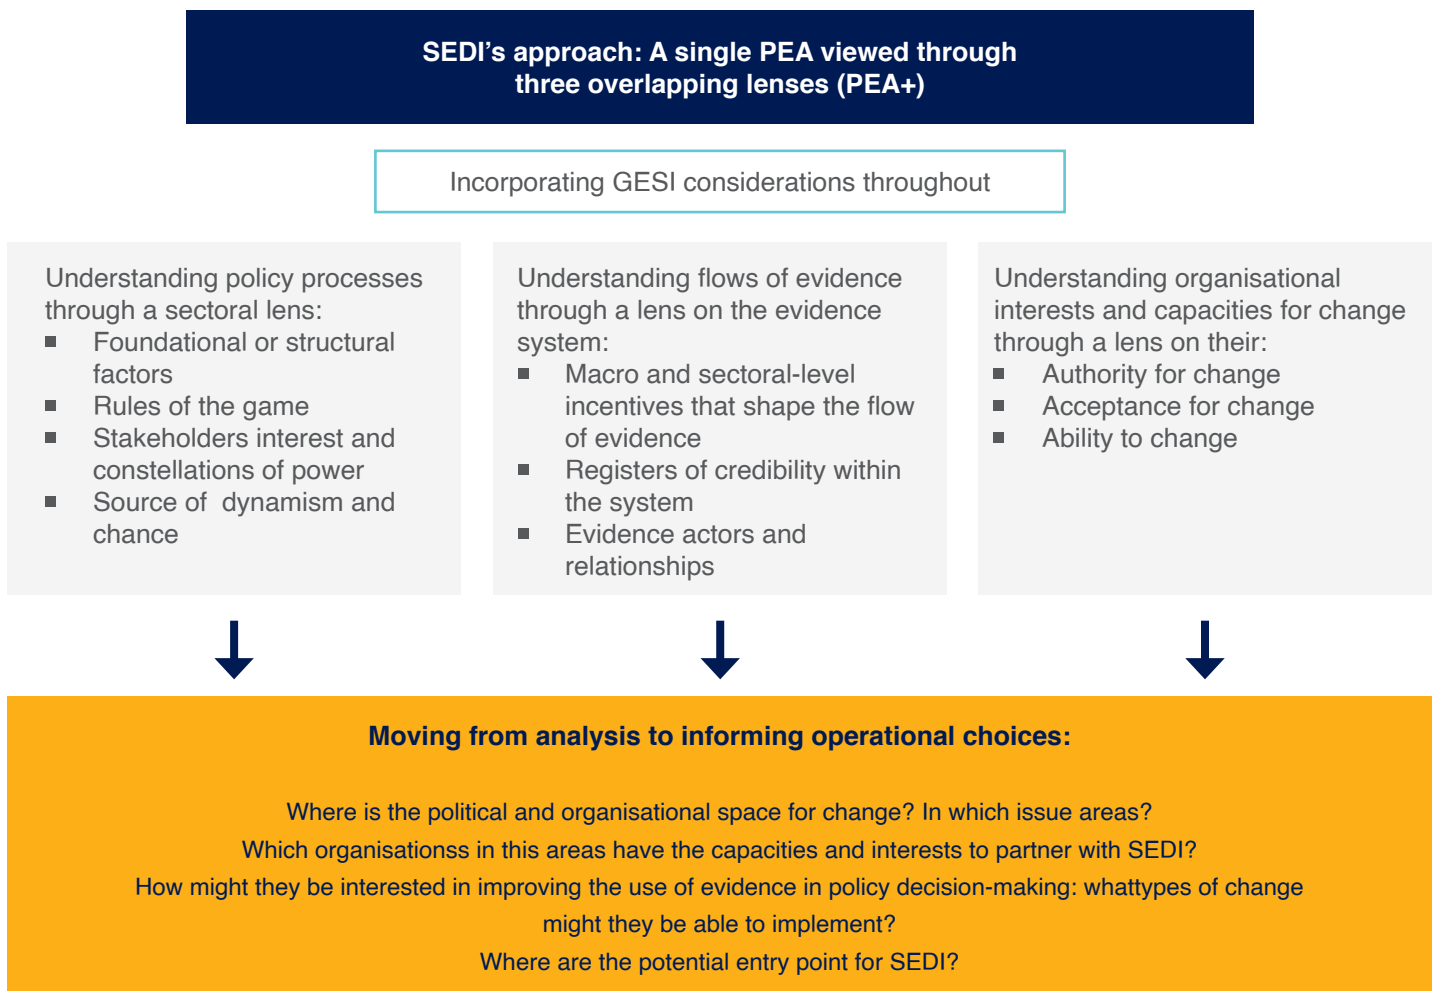 SEDI's approach: A single PEA viewed through
three overlapping lenses (PEA+)
Incorporating GESI considerations throughout
Understanding policy processes
through a sectoral lens:
■ Foundational or structural
factors
■ Rules of the game
■ Stakeholders interest and
constellations of power
■ Source of  dynamism and
chance
Understanding flows of evidence
through a lens on the evidence
system:
■ Macro and sectoral-level
incentives that shape the flow
of evidence
■ Registers of credibility within
the system
■ Evidence actors and
relationships
Understanding organisational
interests and capacities for change
through a lens on their:
■ Authority for change
■ Acceptance for change
■ Ability to change
Moving from analysis to informing operational choices:
Where is the political and organisational space for change? In which issue areas?
Which organisationss in this areas have the capacities and interests to partner with SEDI?
How might they be interested in improving the use of evidence in policy decision-making: whattypes of change
might they be able to implement?
Where are the potential entry point for SEDI?